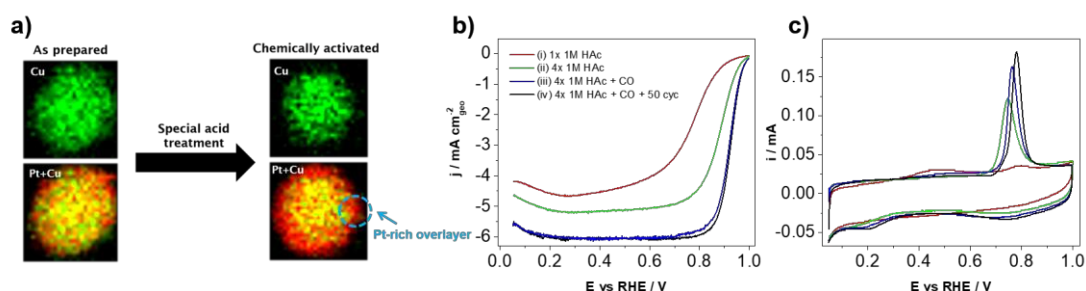 a)
As prepared
Cu
Pt+Cu
Special acid
treatment
Chemically activated
Cu
Pt+Cu
Pt-rich overlayer
b)
j / mA cm⁻²geo
0
-1
-2
-3
-4
-5
-6
(i) 1x 1M HAc
(ii) 4x 1M HAc
(iii) 4x 1M HAc + CO
(iv) 4x 1M HAc + CO + 50 cyc
0.0 0.2 0.4 0.6 0.8 1.0
E vs RHE / V
c)
i / mA
0.15
0.10
0.05
0.00
-0.05
0.2 0.4 0.6 0.8 1.0
E vs RHE / V